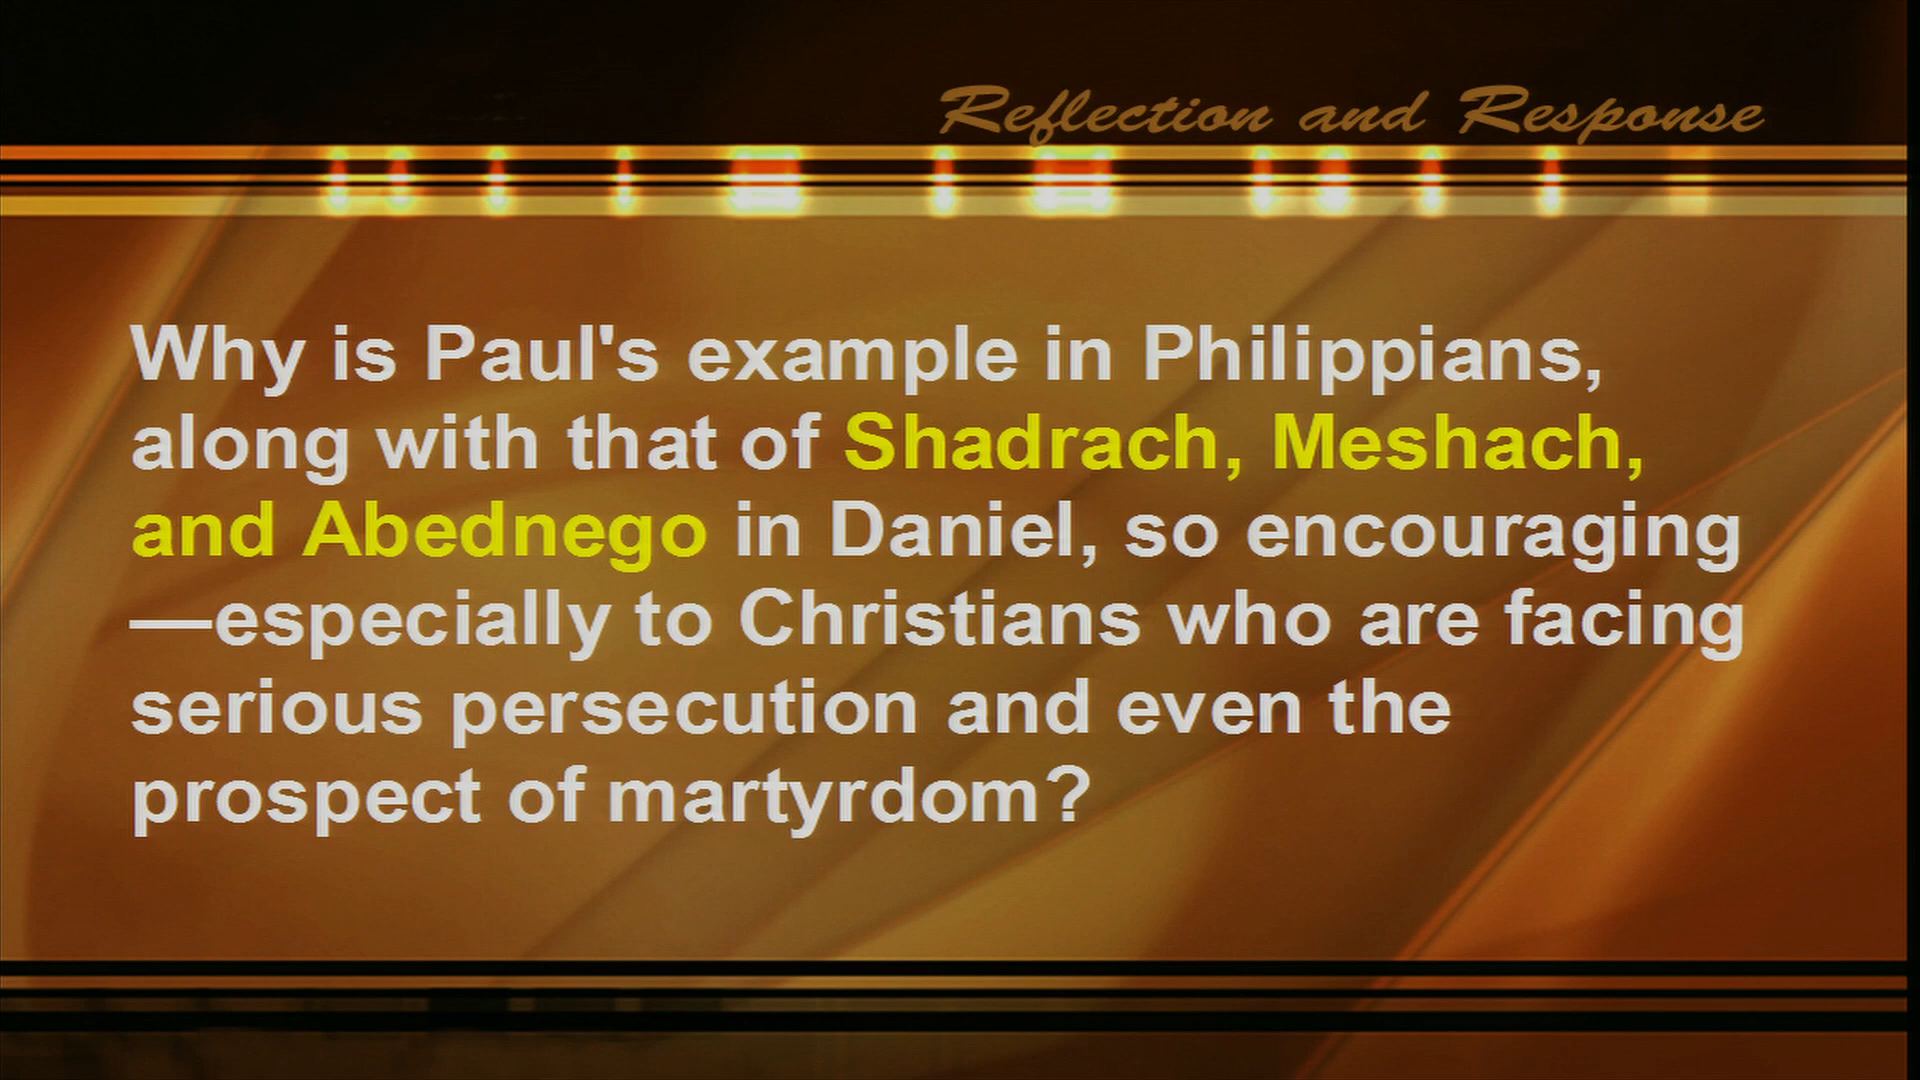 Reflection and Response
Why is Paul's example in Philippians,
along with that of Shadrach, Meshach,
and Abednego in Daniel, so encouraging
—especially to Christians who are facing
serious persecution and even the
prospect of martyrdom?